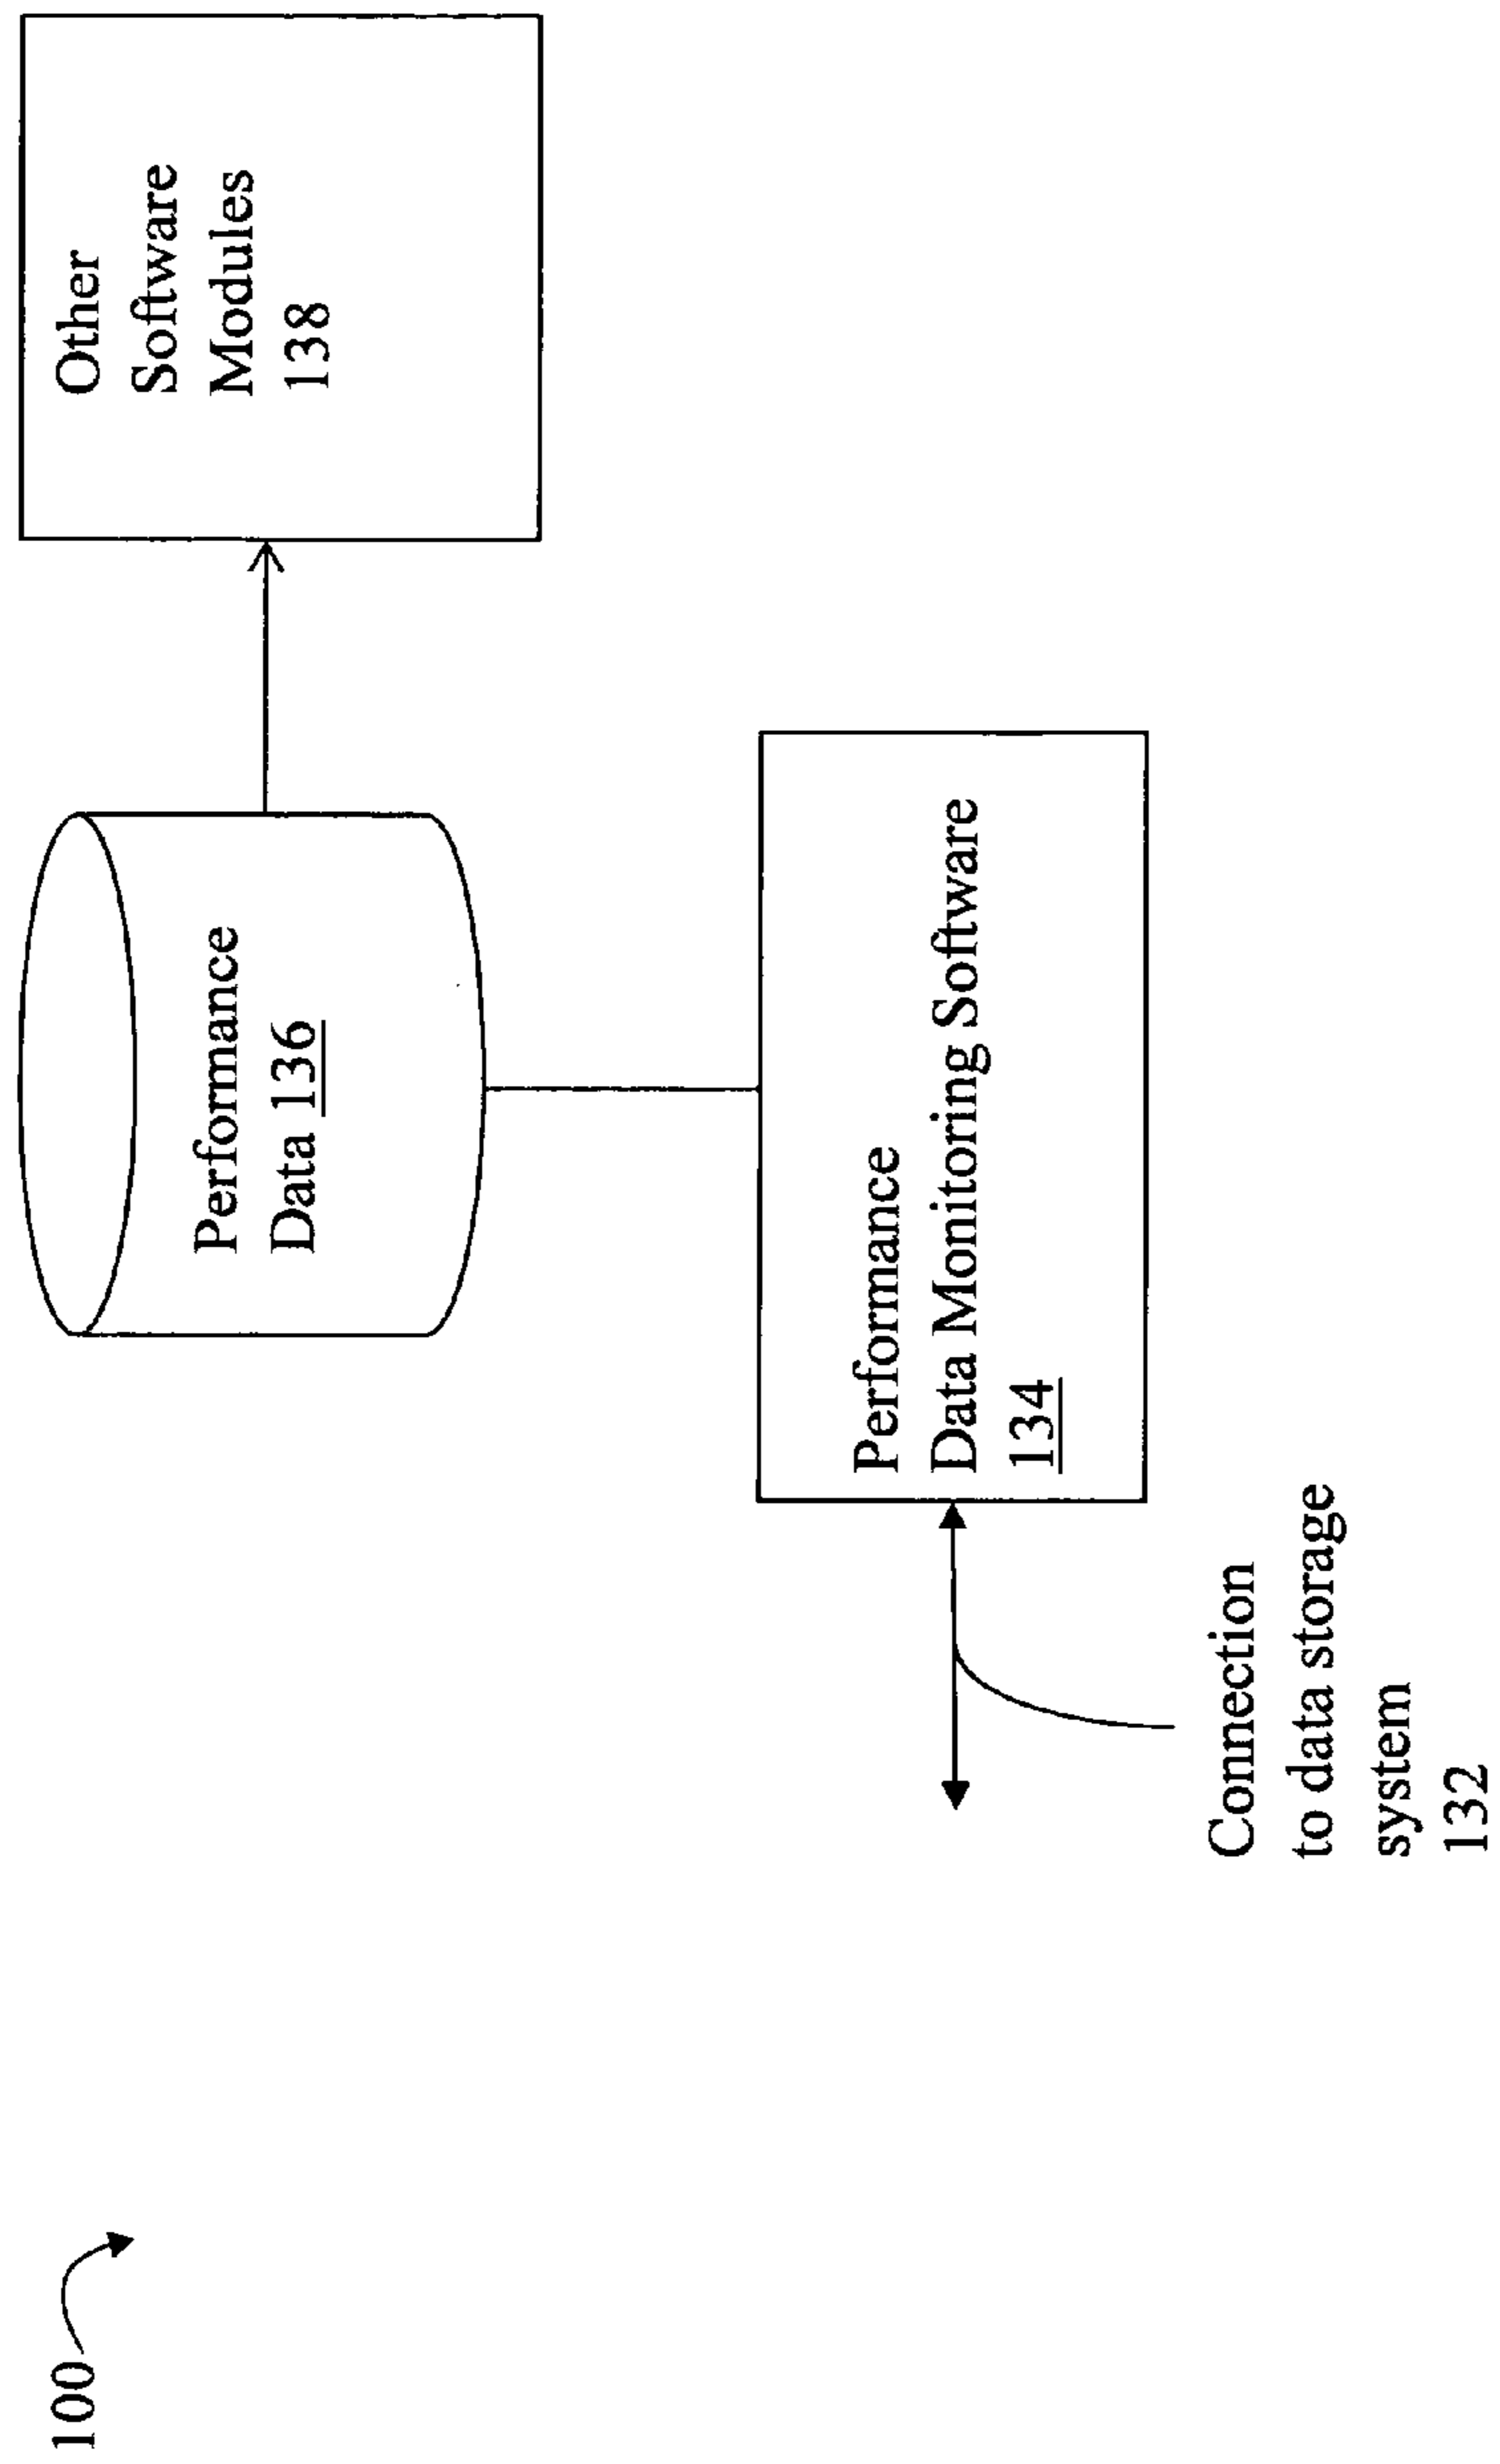 100
Performance
Data 136
Other
Software
Modules
138
Performance
Data Monitoring Software
134
Connection
to data storage
system
132